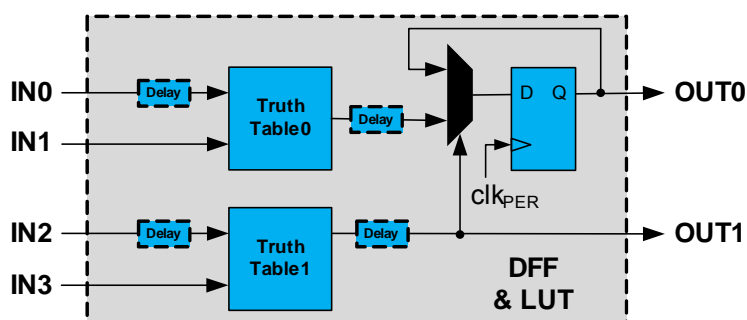 IN0
Delay
Truth
Table0
Delay
D Q
OUT0
IN1
clkPER
IN2
Delay
Truth
Table1
Delay
OUT1
IN3
DFF
& LUT